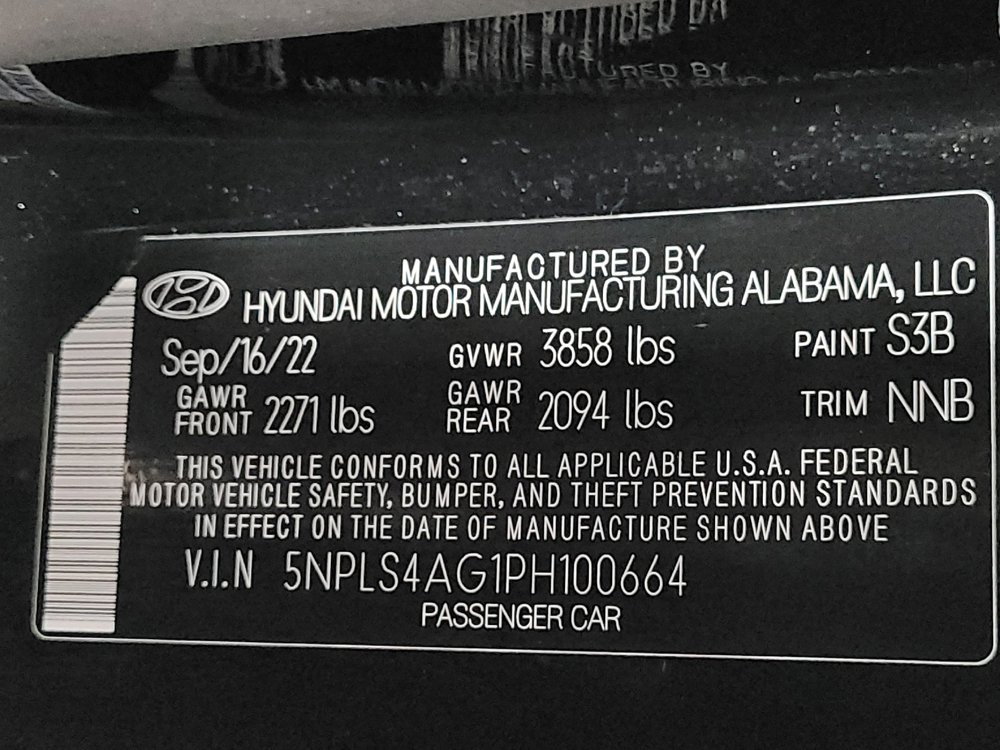 MANUFACTURED BY
HYUNDAI MOTOR MANUFACTURING ALABAMA, LLC
Sep/16/22 GVWR 3858 lbs PAINT S3B
GAWR FRONT 2271 lbs GAWR REAR 2094 lbs TRIM NNB
THIS VEHICLE CONFORMS TO ALL APPLICABLE U.S.A. FEDERAL
MOTOR VEHICLE SAFETY, BUMPER, AND THEFT PREVENTION STANDARDS
IN EFFECT ON THE DATE OF MANUFACTURE SHOWN ABOVE
V.I.N 5NPLS4AG1PH100664
PASSENGER CAR